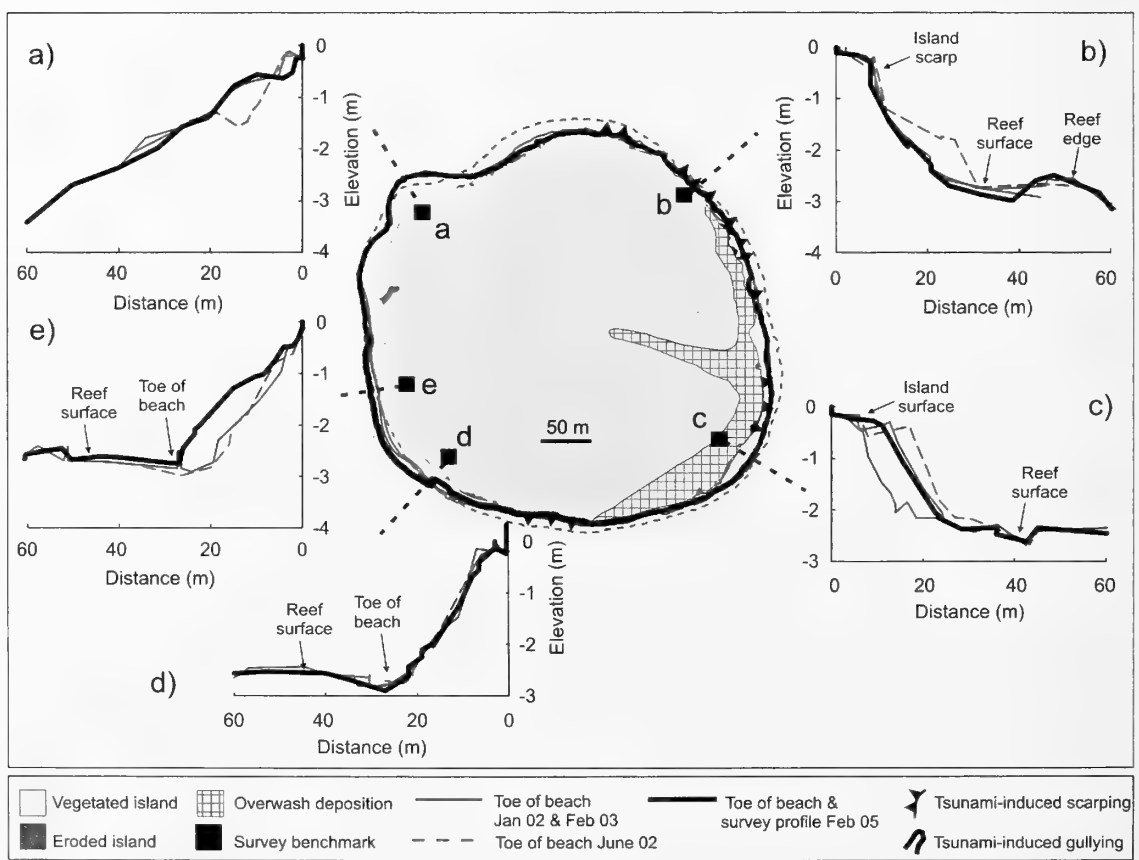 a)
0
-1
-2
-3
-4
Elevation (m)
60
40
20
0
Distance (m)
b)
0
-1
-2
-3
-4
Elevation (m)
Island
scarp
Reef
surface
Reef
edge
0
20
40
60
Distance (m)
a
b
e
d
c
50 m
e)
0
-1
-2
-3
-4
Reef
surface
Toe of
beach
60
40
20
0
Distance (m)
c)
0
-1
-2
-3
Island
surface
Reef
surface
0
20
40
60
Distance (m)
d)
0
-1
-2
-3
Elevation (m)
Reef
surface
Toe of
beach
60
40
20
0
Distance (m)
Vegetated island
Overwash deposition
Toe of beach
Jan 02 & Feb 03
Toe of beach &
survey profile Feb 05
Tsunami-induced scarping
Eroded island
Survey benchmark
Toe of beach June 02
Tsunami-induced gullying